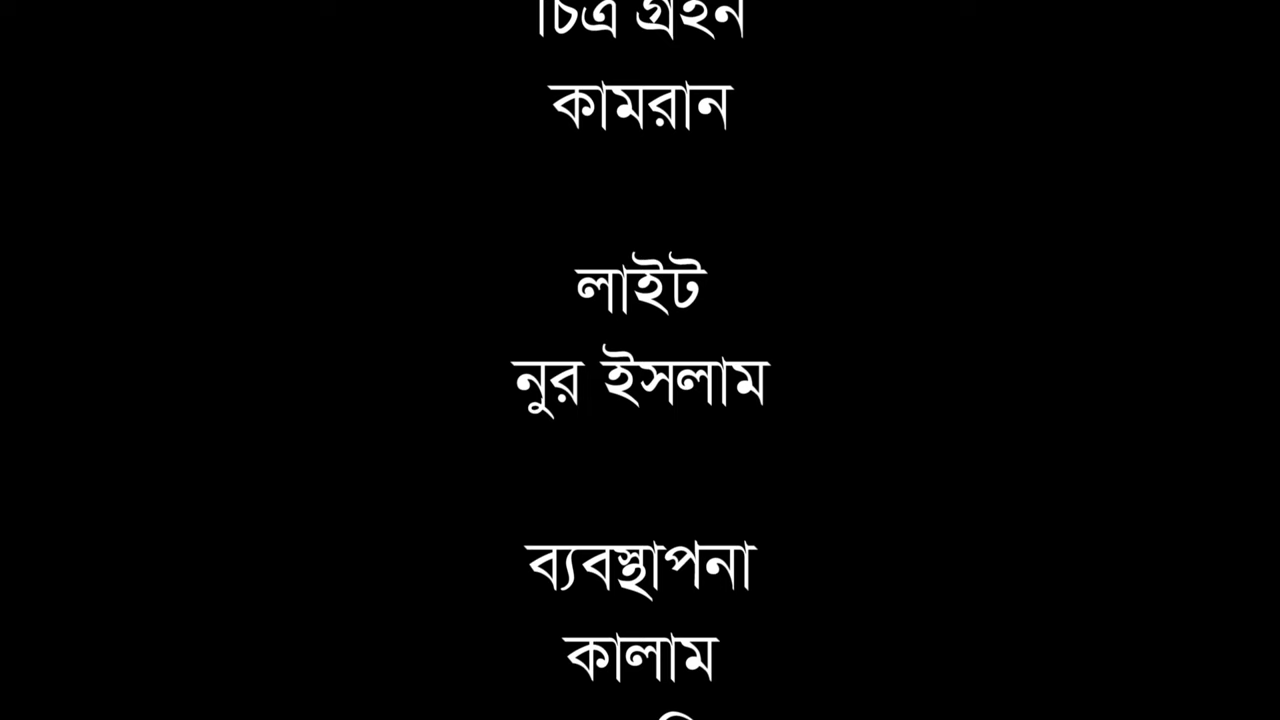 চিত্র গ্রহন
কামরান
লাইট
নুর ইসলাম
ব্যবস্থাপনা
কালাম